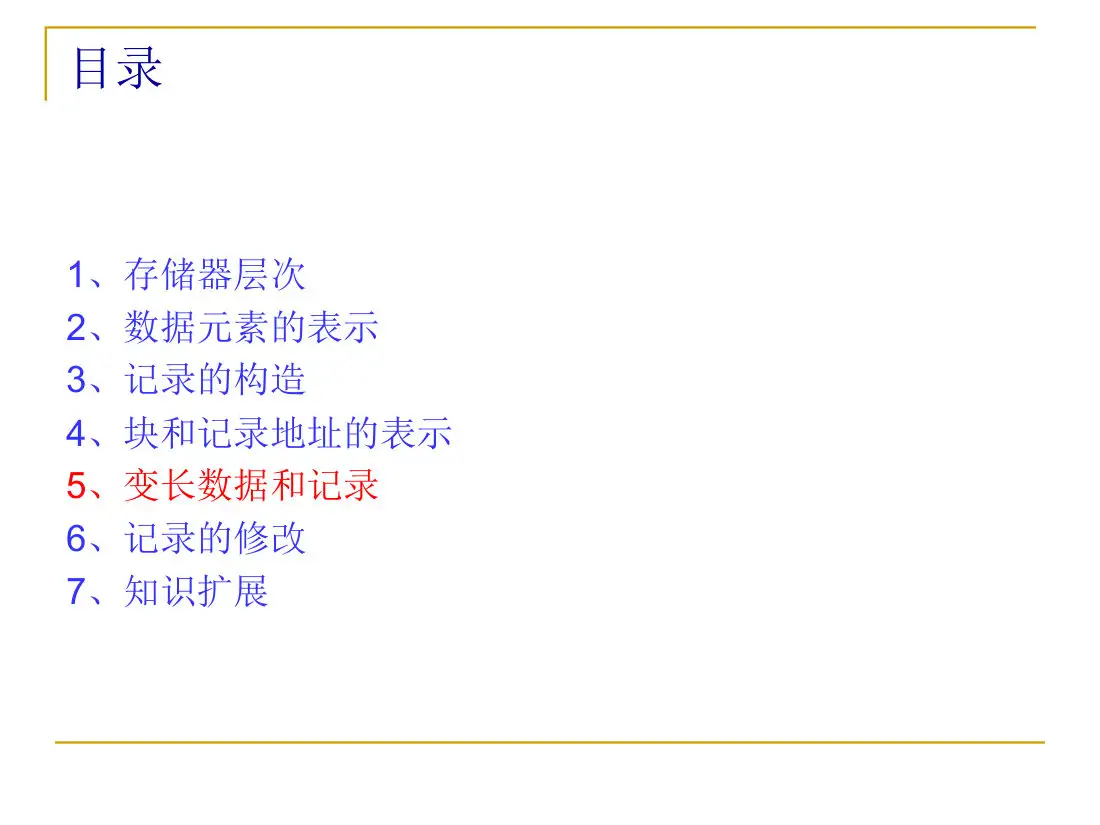 目录
1、存储器层次
2、数据元素的表示
3、记录的构造
4、块和记录地址的表示
5、变长数据和记录
6、记录的修改
7、知识扩展